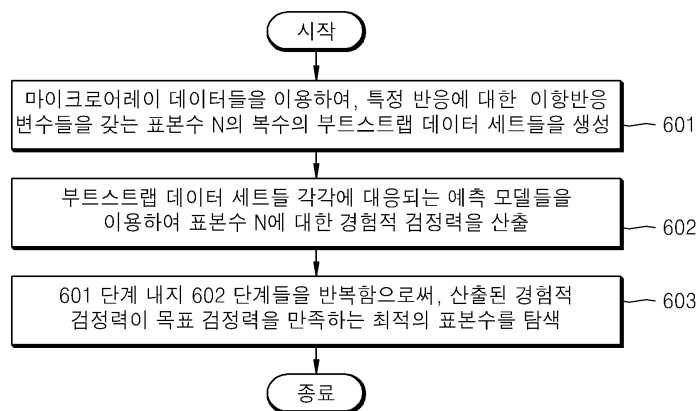 시작
마이크로어레이 데이터들을 이용하여, 특정 반응에 대한 이항반응
변수들을 갖는 표본수 N의 복수의 부트스트랩 데이터 세트들을 생성
601
부트스트랩 데이터 세트들 각각에 대응되는 예측 모델들을
이용하여 표본수 N에 대한 경험적 검정력을 산출
602
601 단계 내지 602 단계들을 반복함으로써, 산출된 경험적
검정력이 목표 검정력을 만족하는 최적의 표본수를 탐색
603
종료